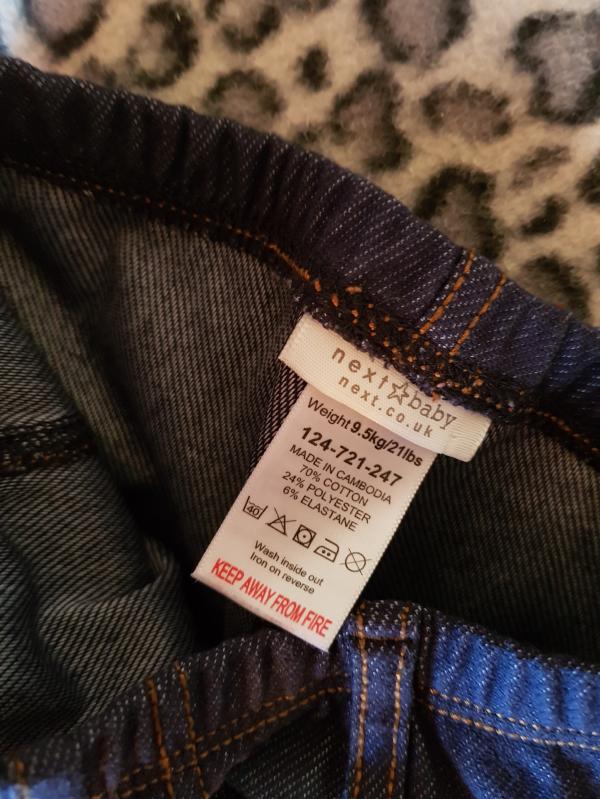 next☆baby
next.co.uk
Weight 9.5kg/21lbs
124-721-247
MADE IN CAMBODIA
70% COTTON
24% POLYESTER
6% ELASTANE
40
Wash inside out
Iron on reverse
KEEP AWAY FROM FIRE